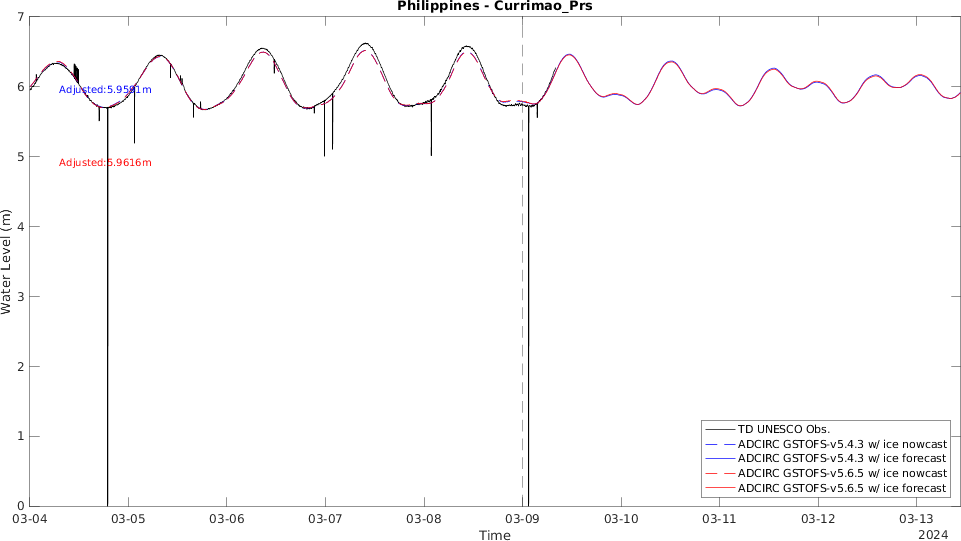 Philippines - Currimao_Prs
7
6
5
4
3
2
1
0
Water Level (m)
Adjusted:5.9591m
Adjusted:5.9616m
TD UNESCO Obs.
ADCIRC GSTOFS-v5.4.3 w/ ice nowcast
ADCIRC GSTOFS-v5.4.3 w/ ice forecast
ADCIRC GSTOFS-v5.6.5 w/ ice nowcast
ADCIRC GSTOFS-v5.6.5 w/ ice forecast
03-04 03-05 03-06 03-07 03-08 03-09 03-10 03-11 03-12 03-13
Time
2024